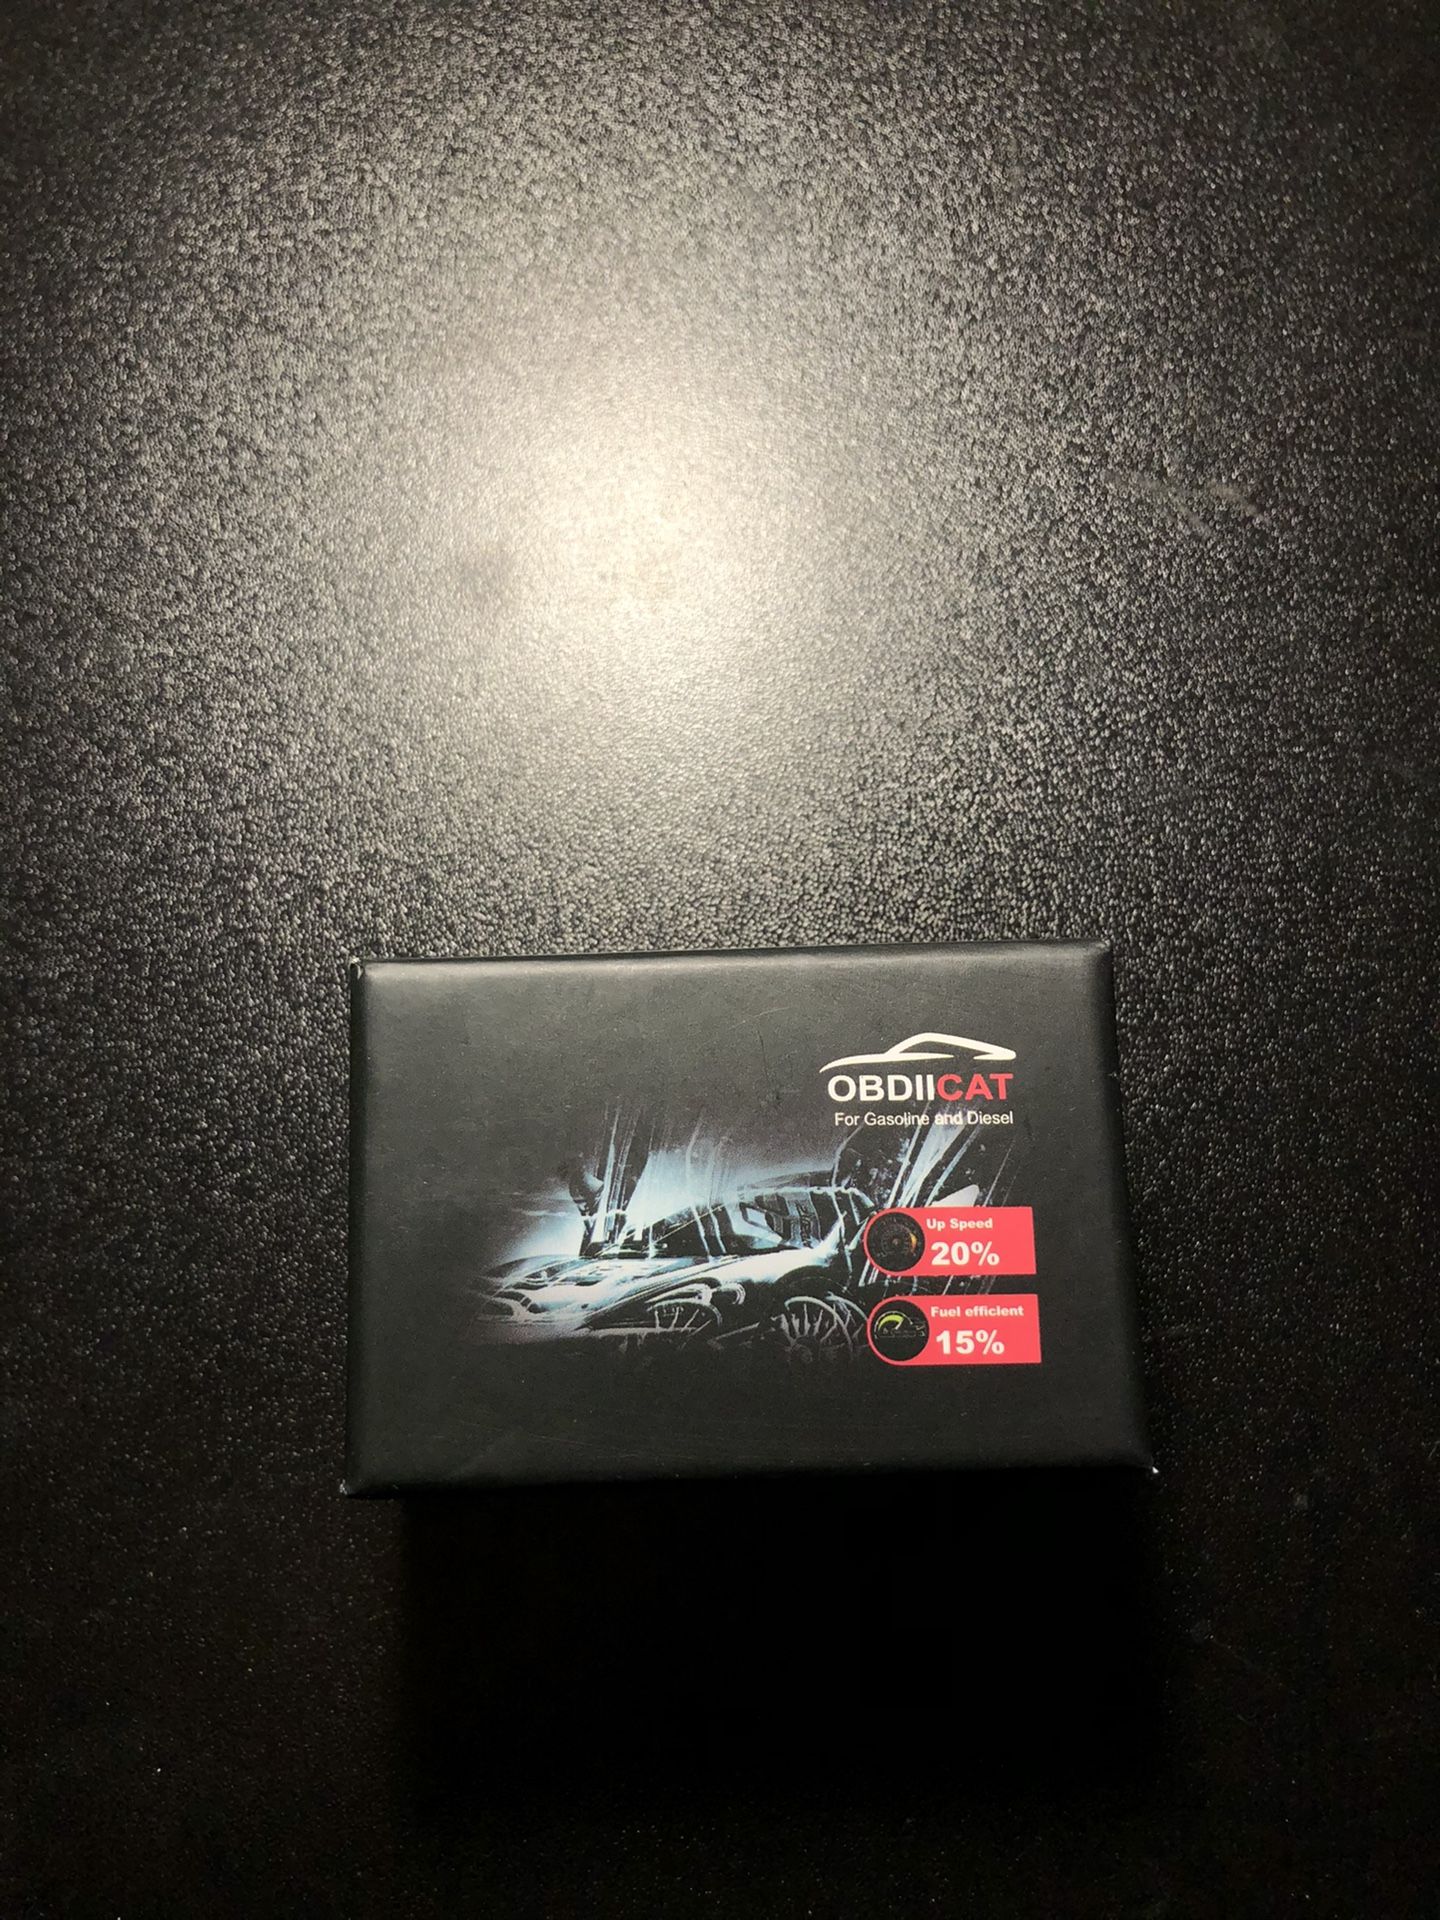 OBDIICAT
For Gasoline and Diesel
Up Speed
20%
Fuel efficient
15%